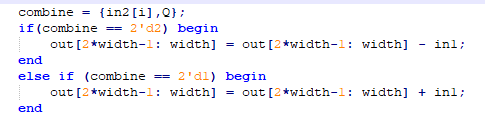 combine = {in2[i],Q};
if(combine == 2'd2) begin
out[2*width-1: width] = out[2*width-1: width] - in1;
end
else if (combine == 2'd1) begin
out[2*width-1: width] = out[2*width-1: width] + in1;
end